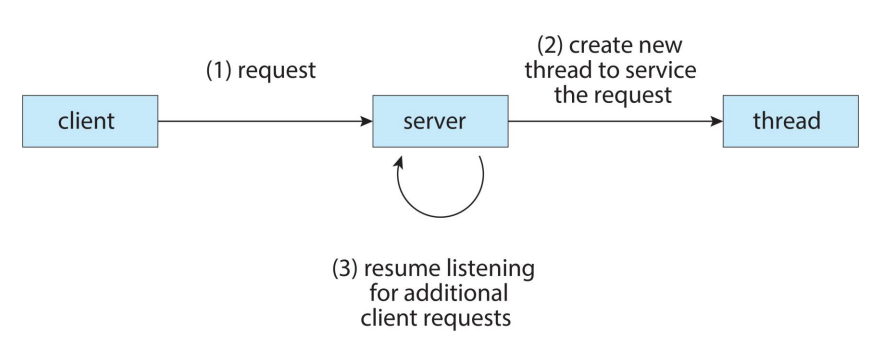 (1) request
(2) create new
thread to service
the request
client
server
thread
(3) resume listening
for additional
client requests